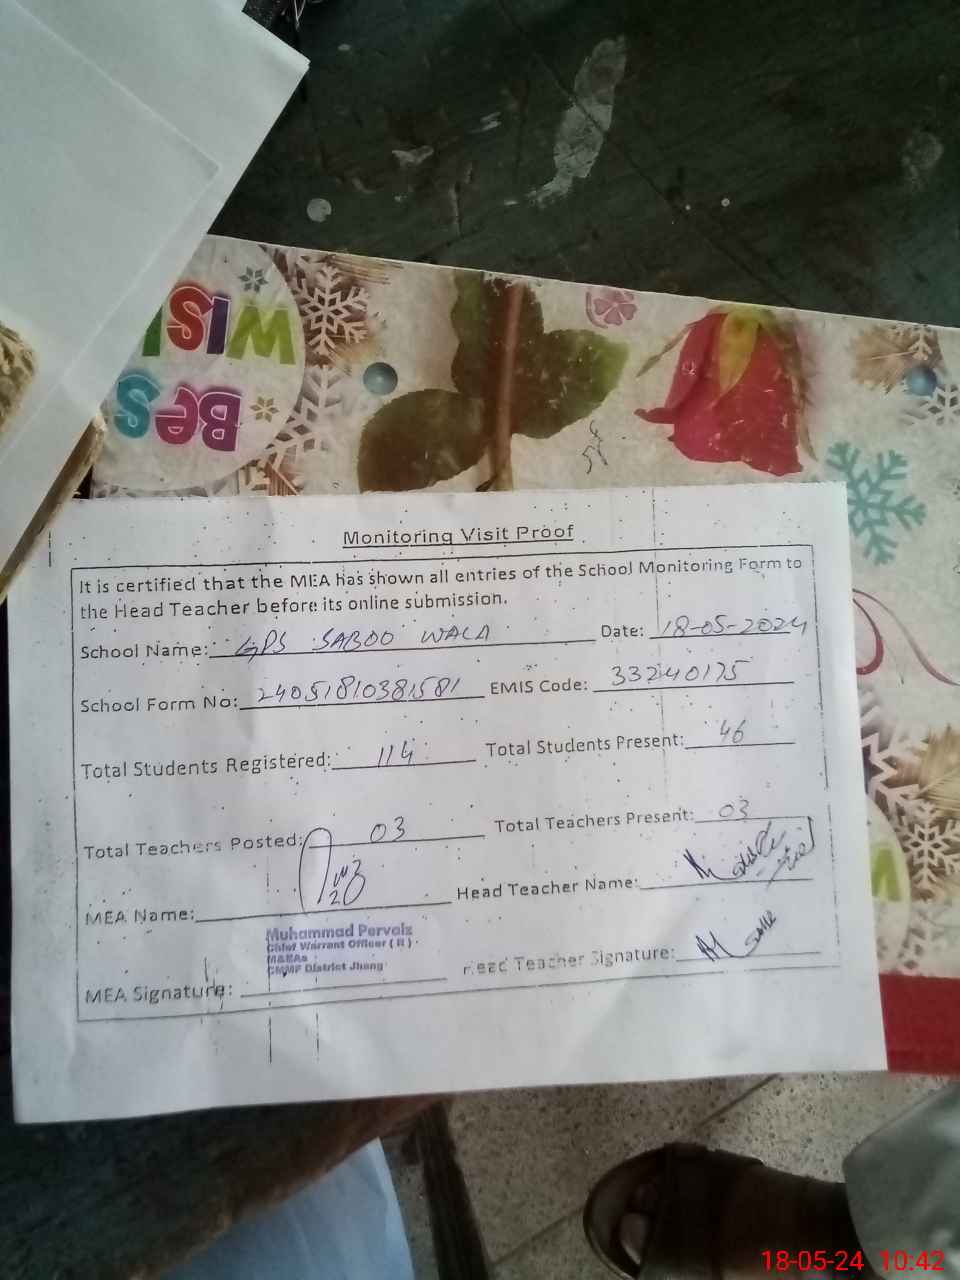 WISH
BES
Monitoring Visit Proof
It is certified that the MEA has shown all entries of the School Monitoring Form to
the Head Teacher before its online submission.
School Name: GPS SABOO WALA Date: 18-05-2024
School Form No: 24051810381581 EMIS Code: 33240175
Total Students Registered: 114 Total Students Present: 46
Total Teachers Posted: 03 Total Teachers Present: 03
MEA Name: Head Teacher Name:
Muhammad Pervaiz
Chief Warrant Officer ( R )
M&EAs
CMMF District Jhang
MEA Signature: Head Teacher Signature:
18-05-24 10:42